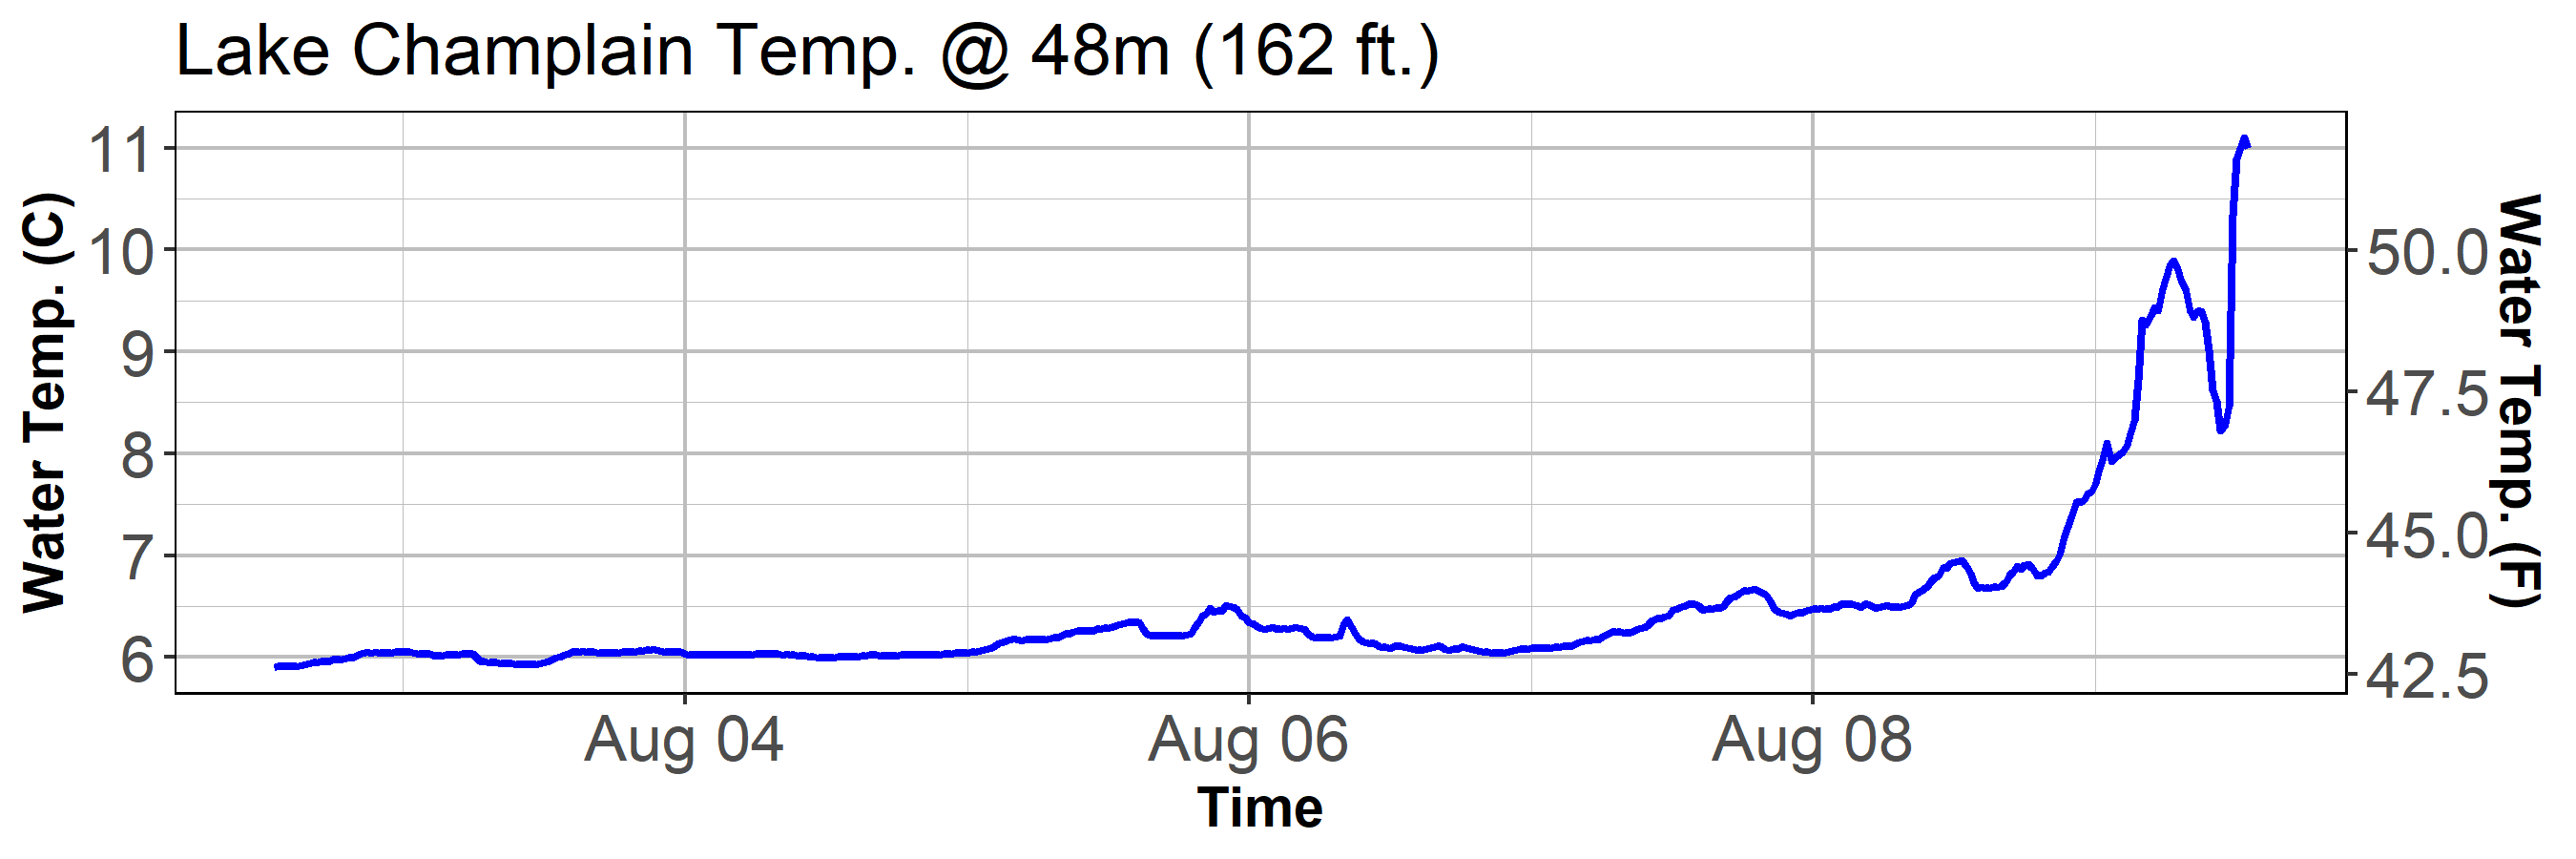 Lake Champlain Temp. @ 48m (162 ft.)
Water Temp. (C)
11
10
9
8
7
6
50.0
47.5
45.0
42.5
Water Temp. (F)
Aug 04 Aug 06 Aug 08
Time